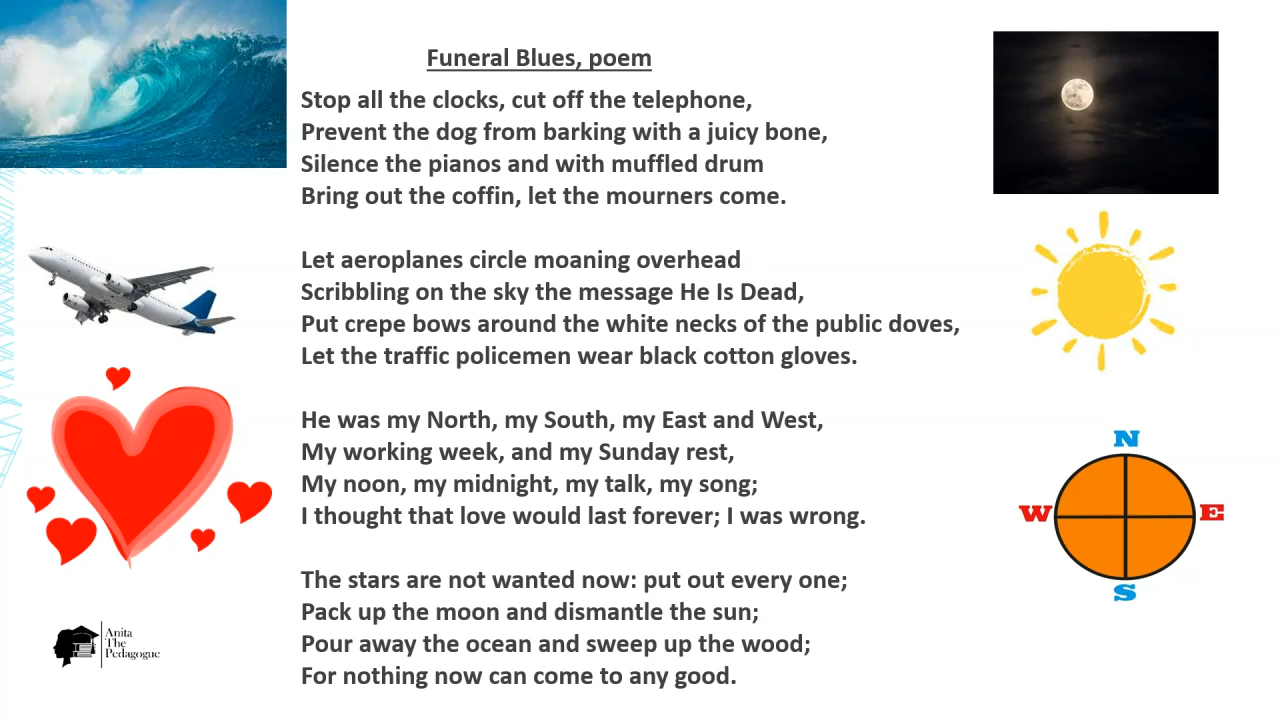 Funeral Blues, poem
Stop all the clocks, cut off the telephone,
Prevent the dog from barking with a juicy bone,
Silence the pianos and with muffled drum
Bring out the coffin, let the mourners come.
Let aeroplanes circle moaning overhead
Scribbling on the sky the message He Is Dead,
Put crepe bows around the white necks of the public doves,
Let the traffic policemen wear black cotton gloves.
He was my North, my South, my East and West,
My working week, and my Sunday rest,
My noon, my midnight, my talk, my song;
I thought that love would last forever; I was wrong.
The stars are not wanted now: put out every one;
Pack up the moon and dismantle the sun;
Pour away the ocean and sweep up the wood;
For nothing now can come to any good.
N
W E
S
Anita
The
Pedagogue